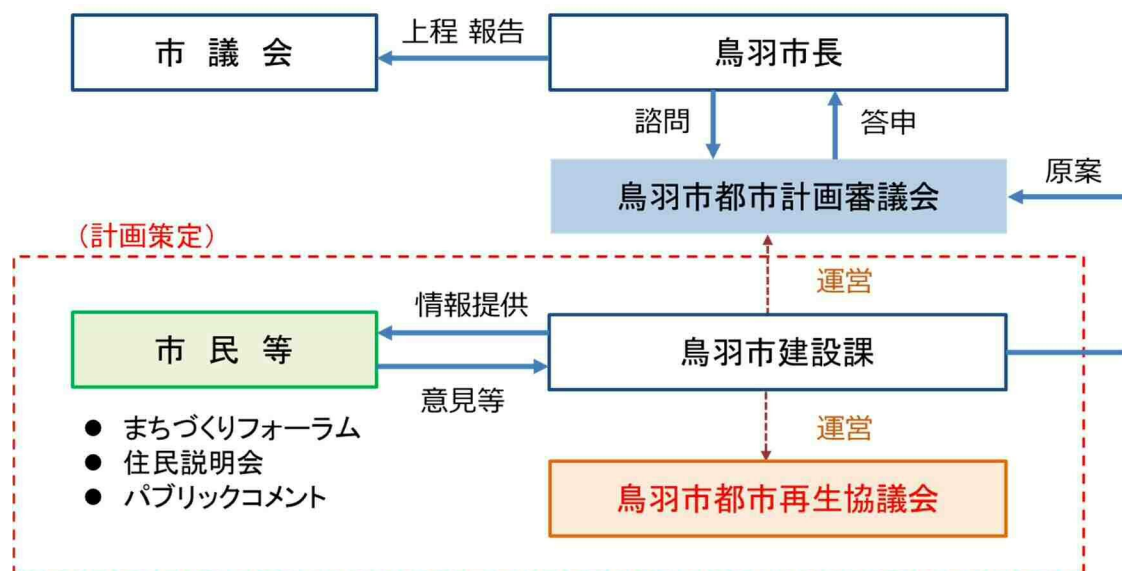 市 議 会
上程 報告
鳥羽市長
諮問
答申
鳥羽市都市計画審議会
原案
（計画策定）
運営
市 民 等
情報提供
意見等
鳥羽市建設課
● まちづくりフォーラム
● 住民説明会
● パブリックコメント
運営
鳥羽市都市再生協議会